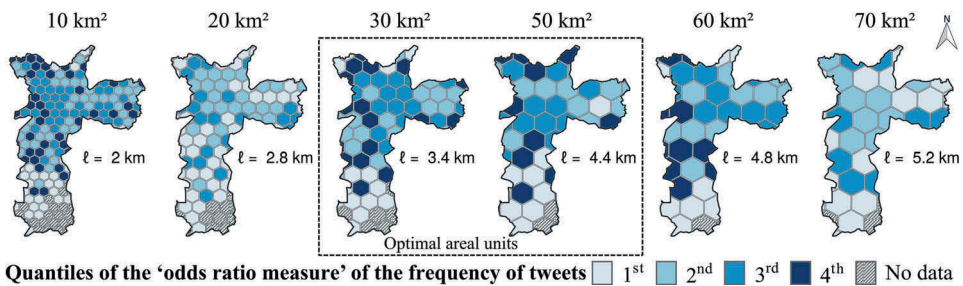 10 km² 20 km² 30 km² 50 km² 60 km² 70 km²
N
ℓ = 2 km ℓ = 2.8 km ℓ = 3.4 km ℓ = 4.4 km ℓ = 4.8 km ℓ = 5.2 km
Optimal areal units
Quantiles of the ‘odds ratio measure’ of the frequency of tweets 1st 2nd 3rd 4th No data